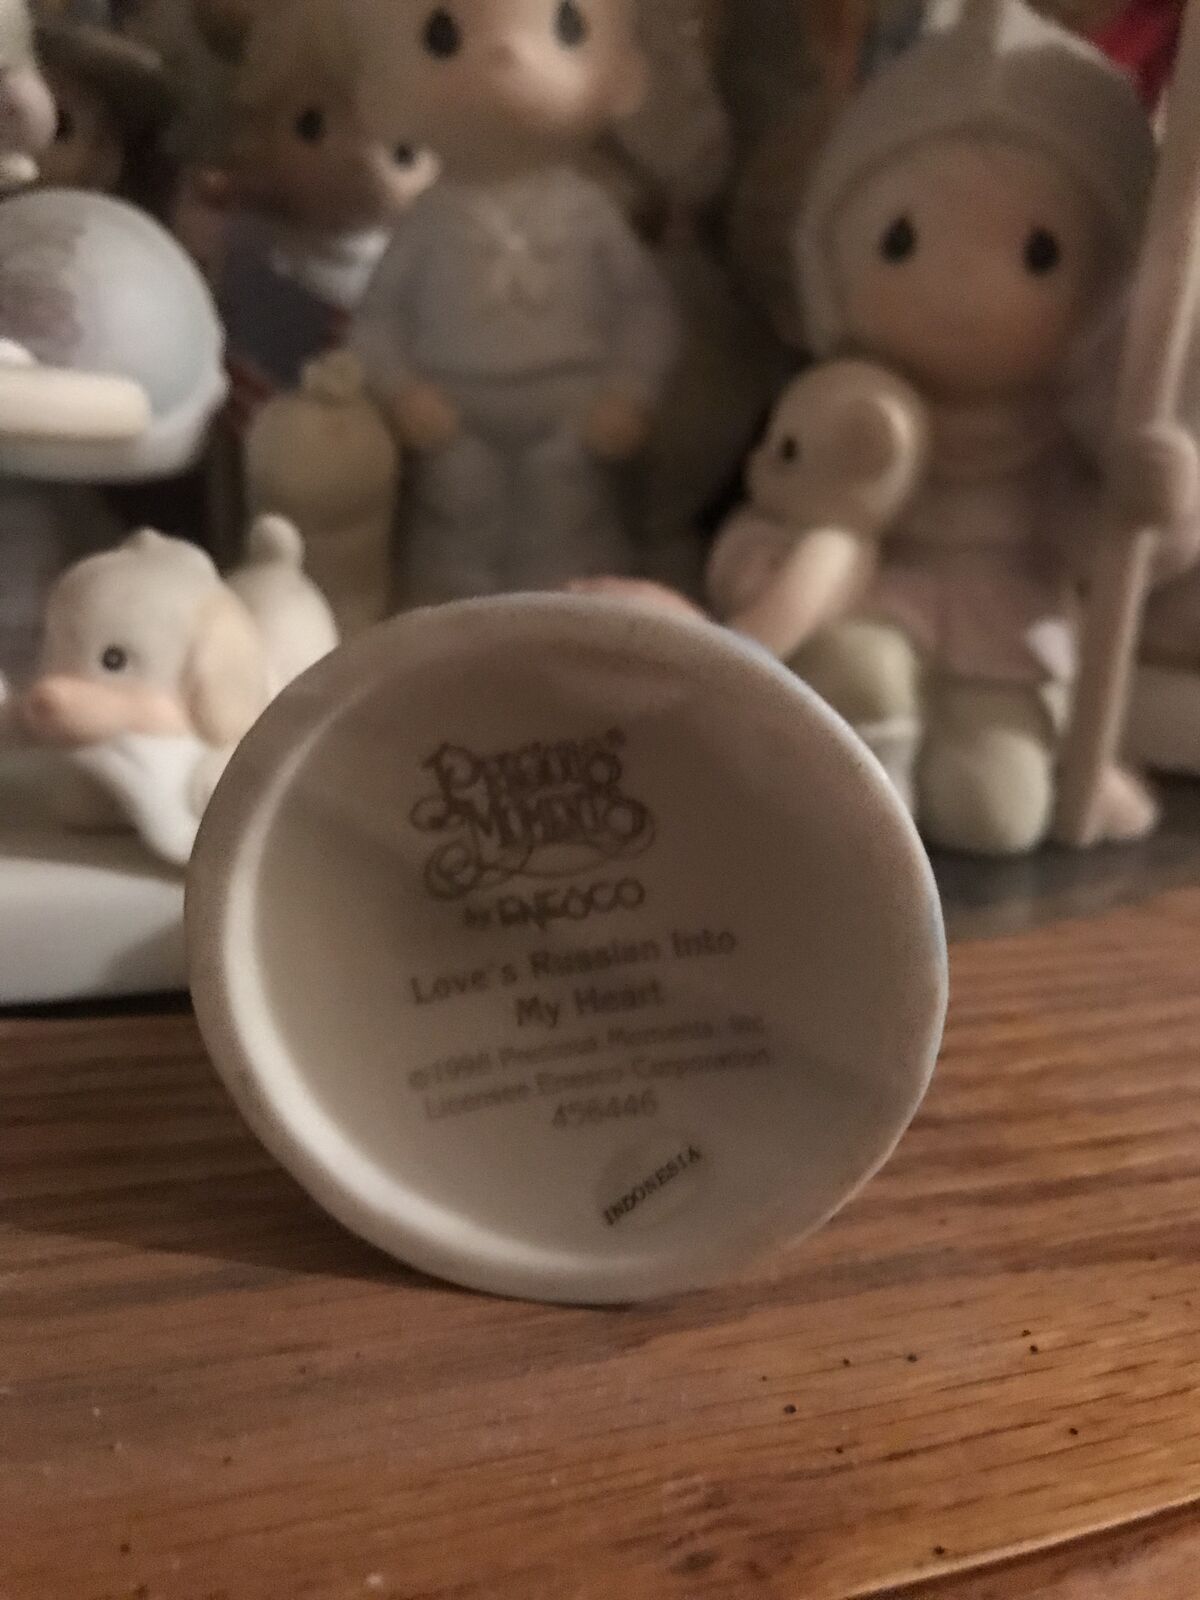 PRECIOUS®
MOMENTS
by ENESCO
Love's Russian Into
My Heart
©1998 Precious Moments, Inc.
Licensee Enesco Corporation
456446
INDONESIA